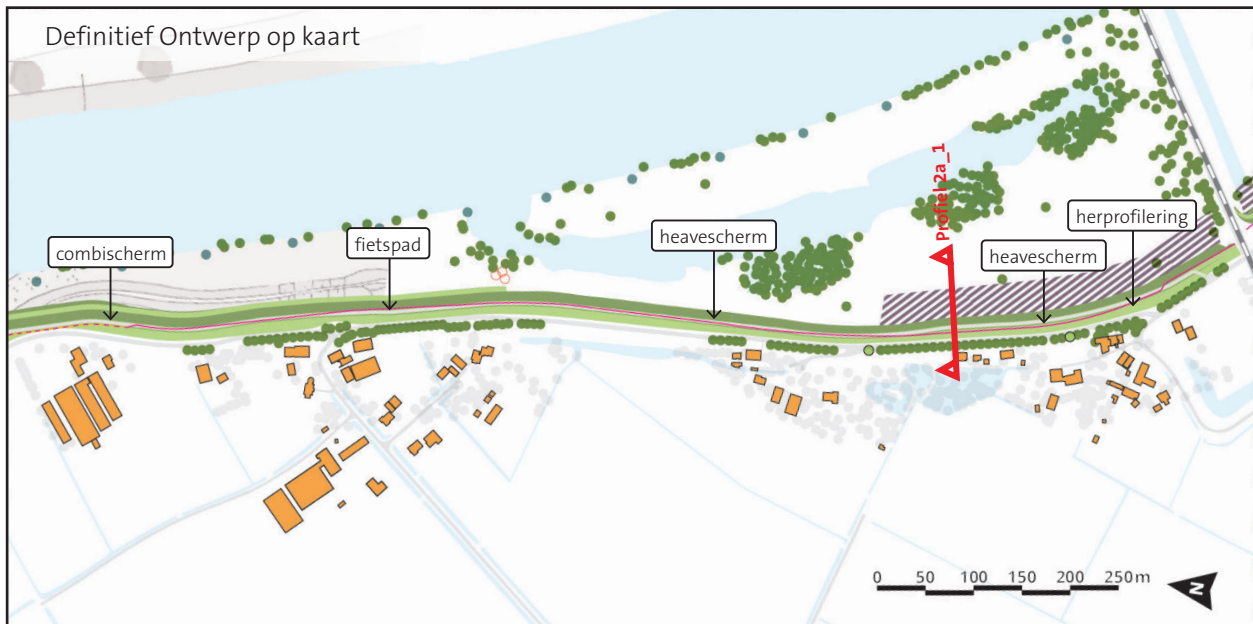 Definitief Ontwerp op kaart
combischerm
fietspad
heavescherm
Profiel 2a_1
heavescherm
herprofilering
0 50 100 150 200 250m
N